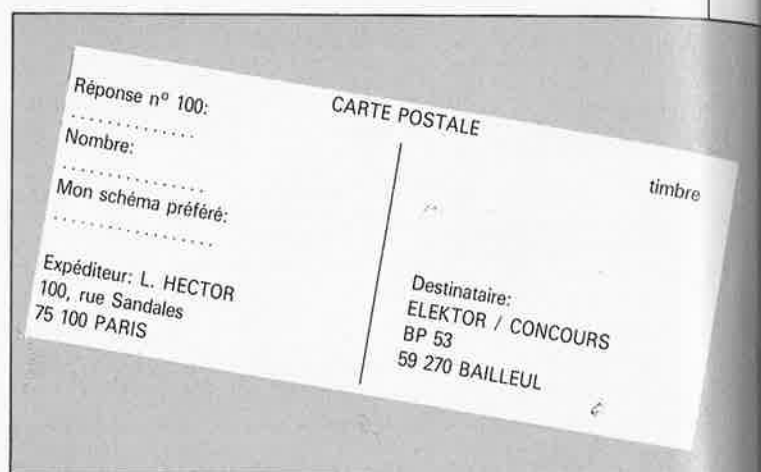 CARTE POSTALE
Réponse nº 100:
. . . . . . . . . . . . . .
Nombre:
. . . . . . . . . . . . . . . .
Mon schéma préféré:
. . . . . . . . . . . . . . . . . .
Expéditeur: L. HECTOR
100, rue Sandales
75 100 PARIS
timbre
Destinataire:
ELEKTOR / CONCOURS
BP 53
59 270 BAILLEUL